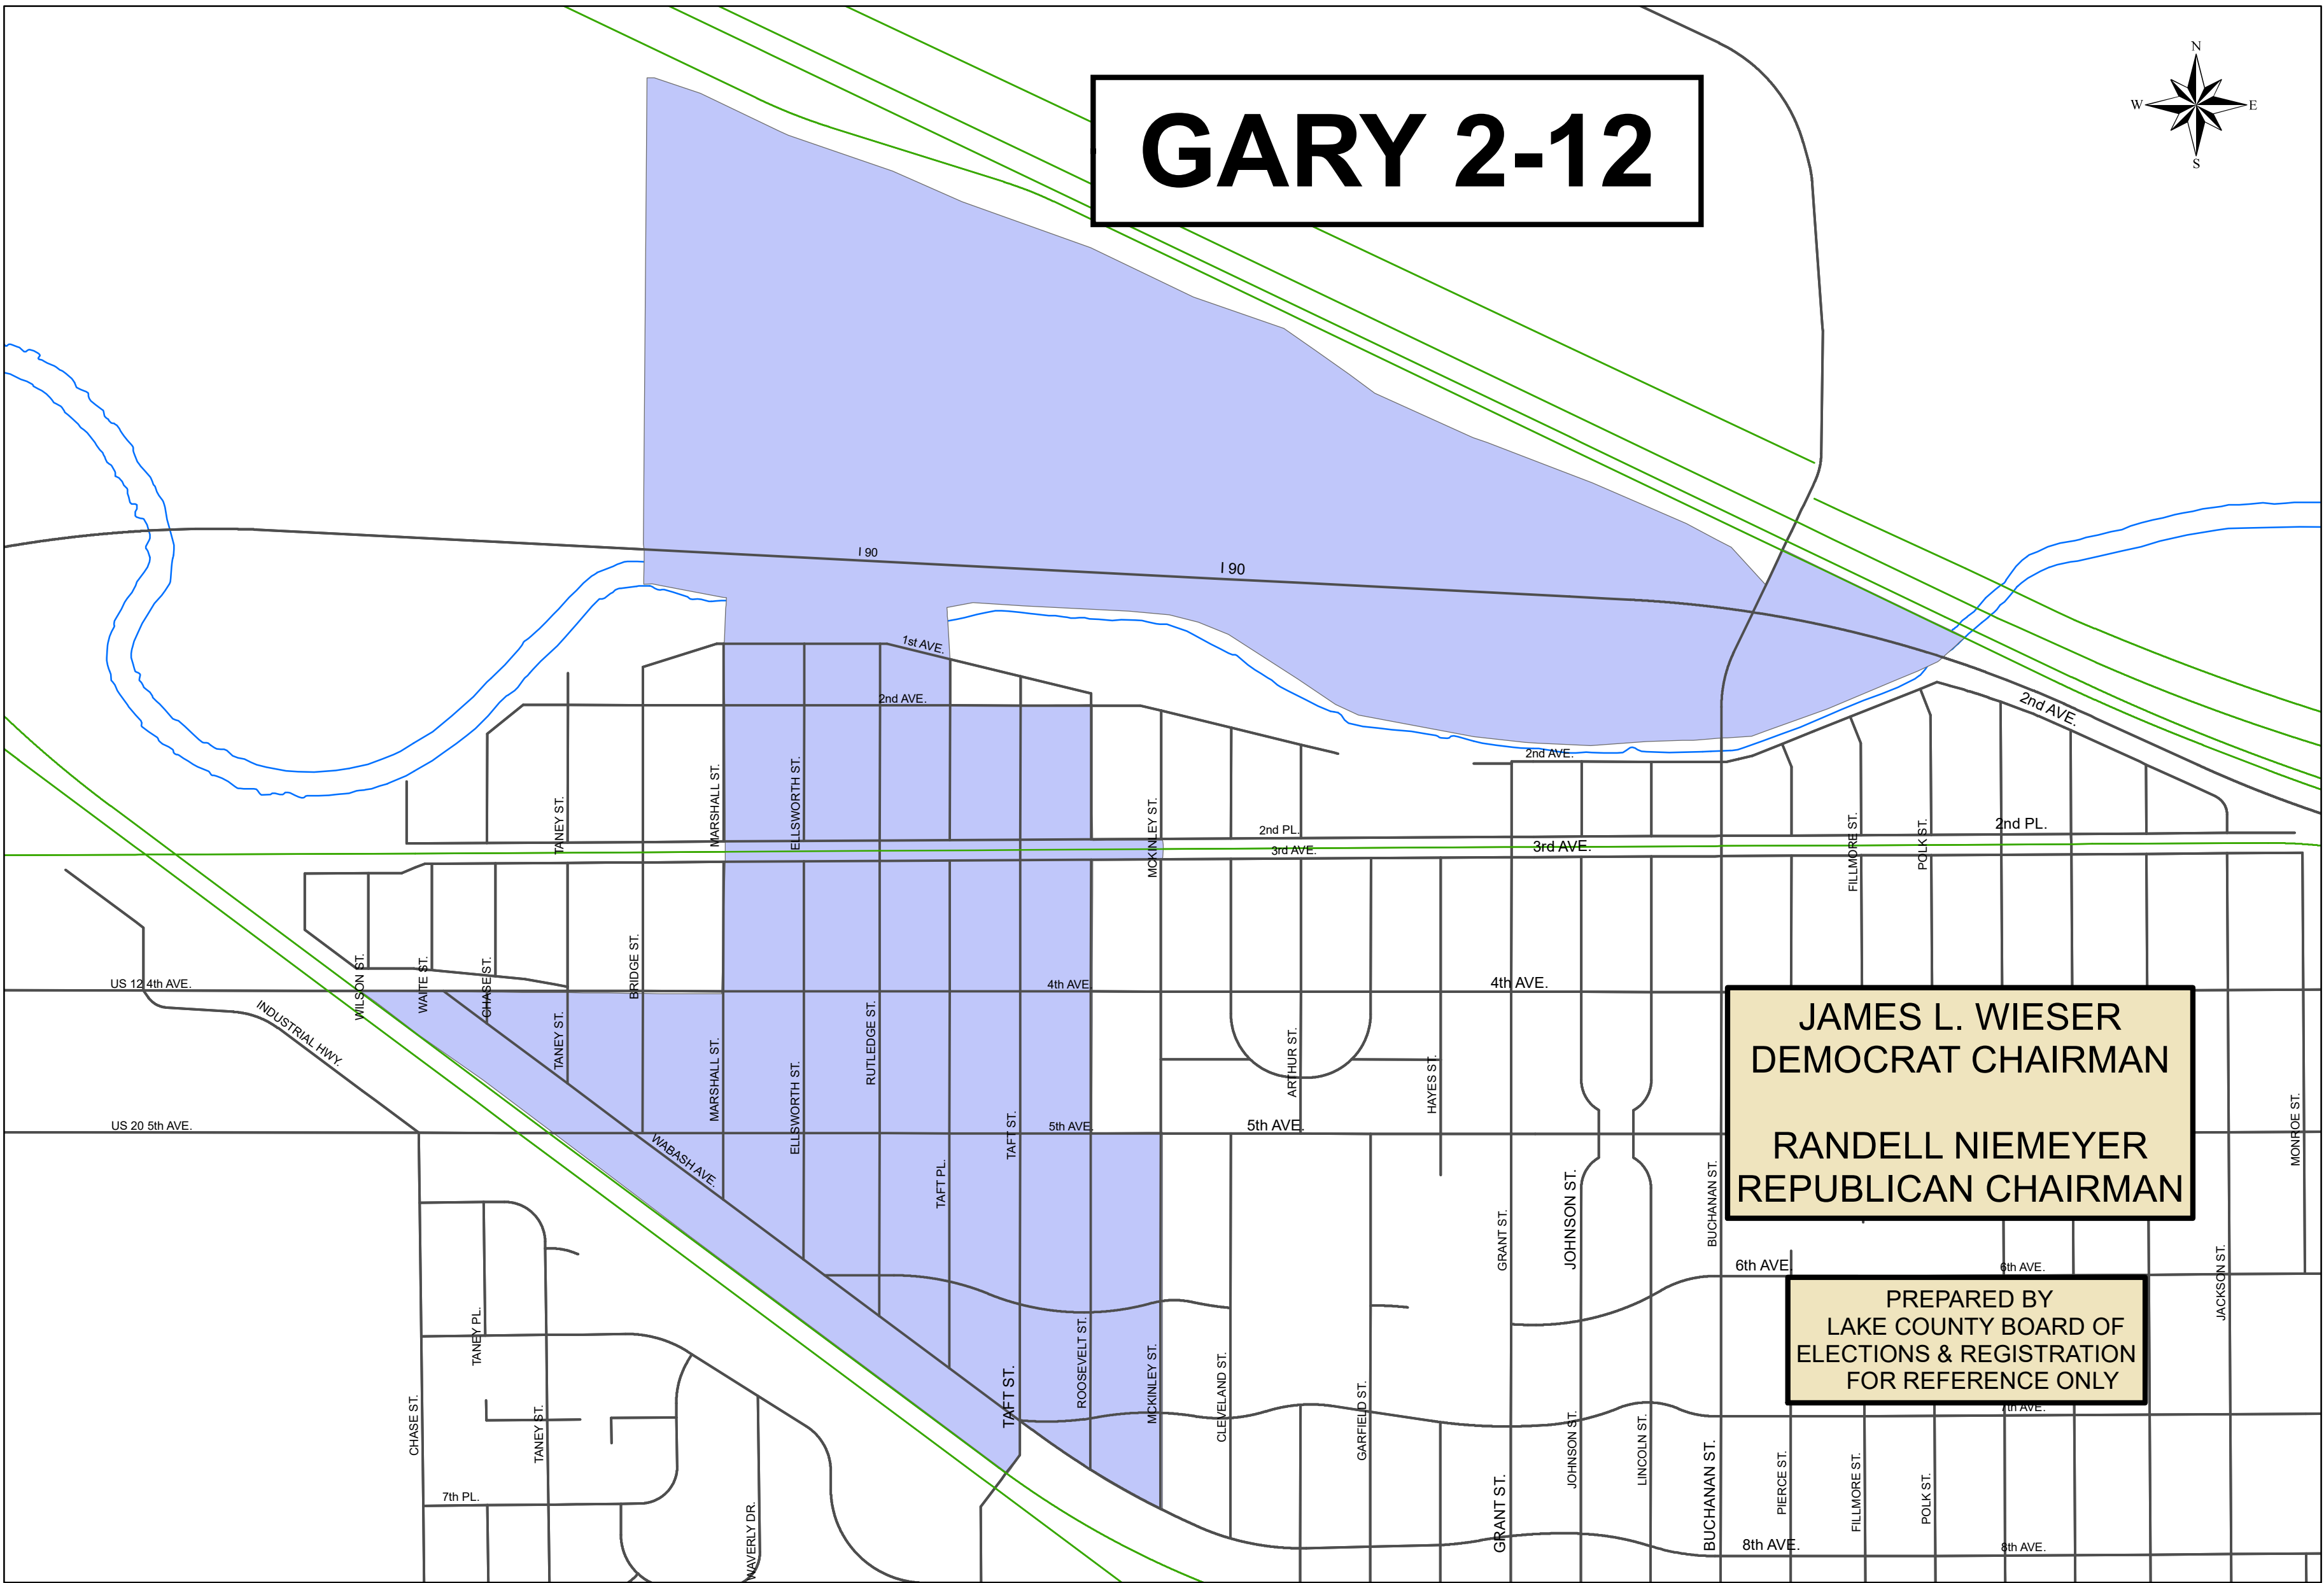 GARY 2-12
N
W
E
S
I 90
I 90
1st AVE.
2nd AVE.
2nd AVE.
2nd AVE.
TANEY ST.
MARSHALL ST.
ELLSWORTH ST.
MCKINLEY ST.
2nd PL.
2nd PL.
3rd AVE.
3rd AVE.
FILLMORE ST.
POLK ST.
US 12 4th AVE.
WILSON ST.
WAITE ST.
CHASE ST.
BRIDGE ST.
4th AVE.
4th AVE.
INDUSTRIAL HWY.
TANEY ST.
MARSHALL ST.
ELLSWORTH ST.
RUTLEDGE ST.
ARTHUR ST.
HAYES ST.
JAMES L. WIESER
DEMOCRAT CHAIRMAN
RANDELL NIEMEYER
REPUBLICAN CHAIRMAN
US 20 5th AVE.
5th AVE.
5th AVE.
TAFT ST.
MONROE ST.
WABASH AVE.
TAFT PL.
GRANT ST.
JOHNSON ST.
BUCHANAN ST.
6th AVE.
6th AVE.
JACKSON ST.
PREPARED BY
LAKE COUNTY BOARD OF
ELECTIONS & REGISTRATION
FOR REFERENCE ONLY
TANEY PL.
ROOSEVELT ST.
MCKINLEY ST.
CLEVELAND ST.
GARFIELD ST.
TAFT ST.
CHASE ST.
TANEY ST.
7th AVE.
JOHNSON ST.
LINCOLN ST.
BUCHANAN ST.
PIERCE ST.
FILLMORE ST.
POLK ST.
GRANT ST.
7th PL.
WAVERLY DR.
8th AVE.
8th AVE.